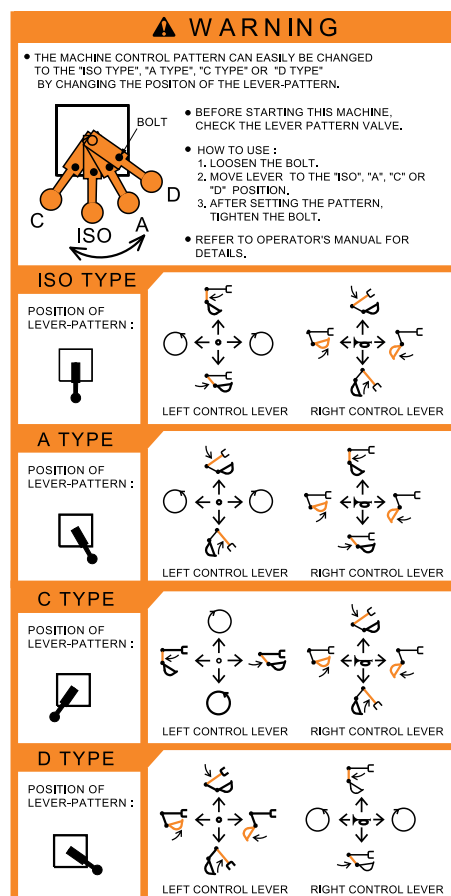 WARNING
● THE MACHINE CONTROL PATTERN CAN EASILY BE CHANGED
TO THE "ISO TYPE", "A TYPE", "C TYPE" OR "D TYPE"
BY CHANGING THE POSITON OF THE LEVER-PATTERN.
BOLT
C
ISO
A
D
● BEFORE STARTING THIS MACHINE,
CHECK THE LEVER PATTERN VALVE.
● HOW TO USE :
1. LOOSEN THE BOLT.
2. MOVE LEVER TO THE "ISO", "A", "C" OR
"D" POSITION.
3. AFTER SETTING THE PATTERN,
TIGHTEN THE BOLT.
● REFER TO OPERATOR'S MANUAL FOR
DETAILS.
ISO TYPE
POSITION OF
LEVER-PATTERN :
LEFT CONTROL LEVER
RIGHT CONTROL LEVER
A TYPE
POSITION OF
LEVER-PATTERN :
LEFT CONTROL LEVER
RIGHT CONTROL LEVER
C TYPE
POSITION OF
LEVER-PATTERN :
LEFT CONTROL LEVER
RIGHT CONTROL LEVER
D TYPE
POSITION OF
LEVER-PATTERN :
LEFT CONTROL LEVER
RIGHT CONTROL LEVER